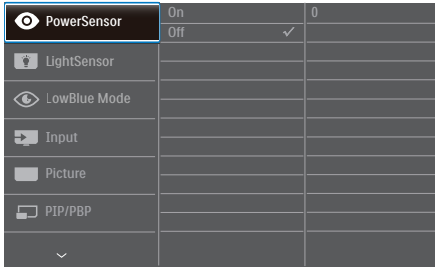 PowerSensor
LightSensor
LowBlue Mode
Input
Picture
PIP/PBP
On
0
Off